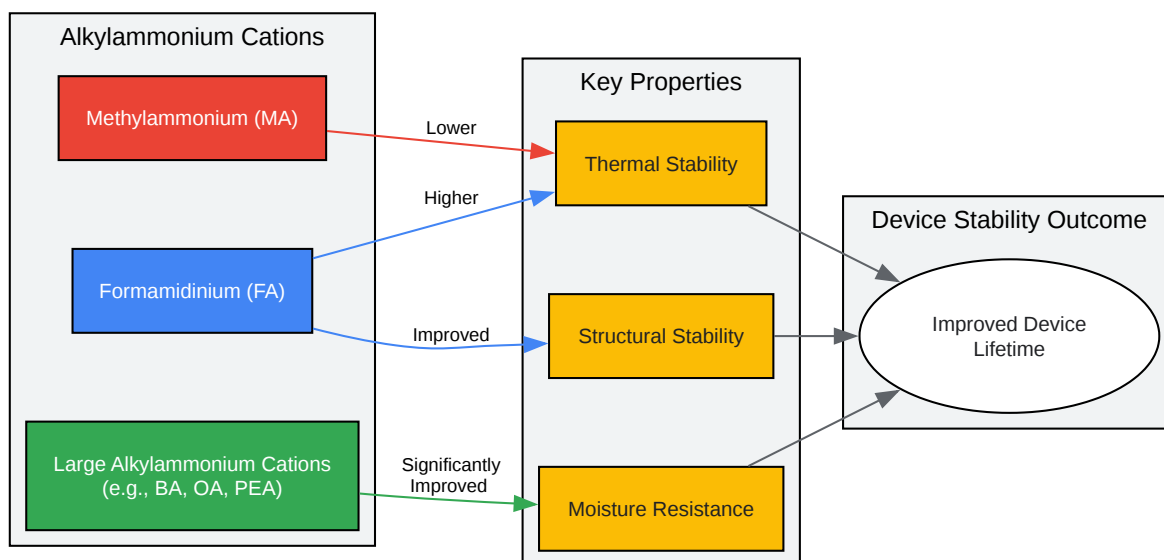 Alkylammonium Cations
Methylammonium (MA)
Formamidinium (FA)
Large Alkylammonium Cations
(e.g., BA, OA, PEA)
Lower
Higher
Improved
Significantly
Improved
Key Properties
Thermal Stability
Structural Stability
Moisture Resistance
Device Stability Outcome
Improved Device
Lifetime